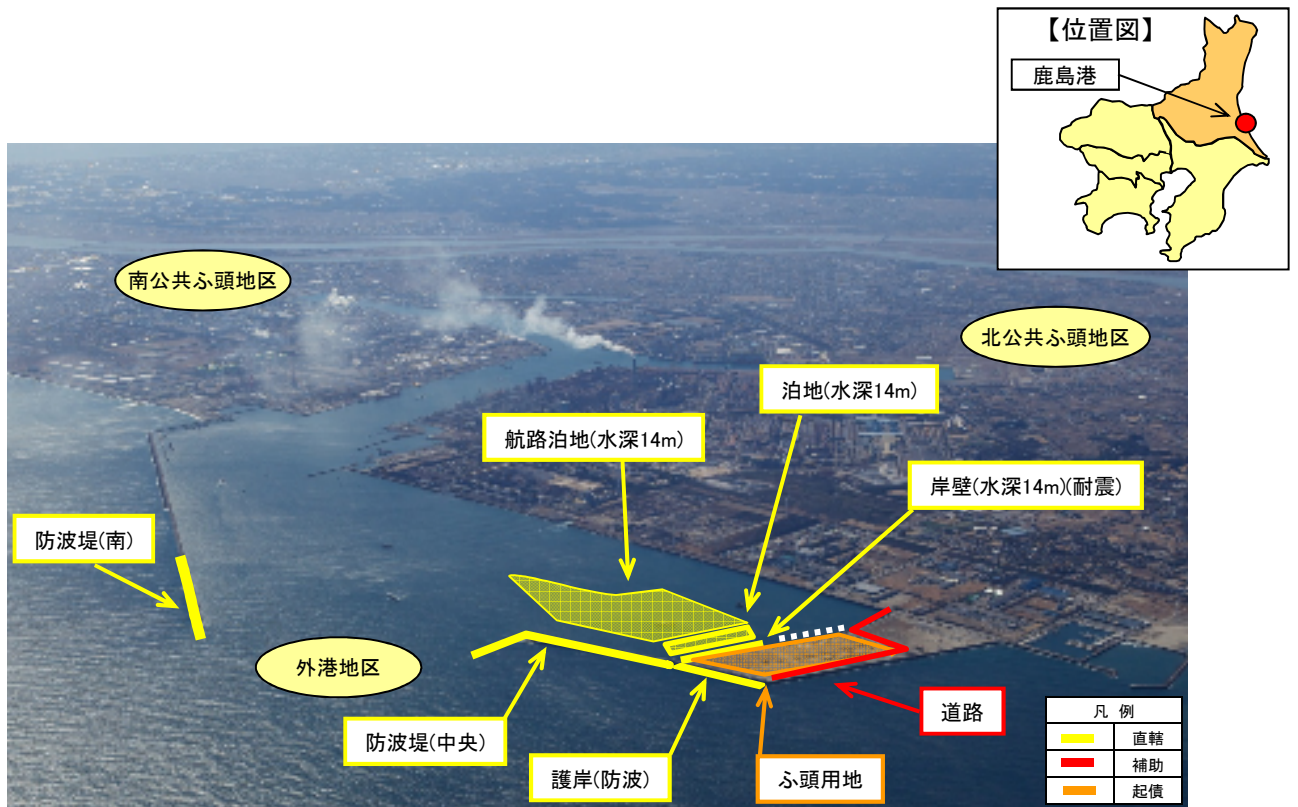 【位置図】
鹿島港
南公共ふ頭地区
北公共ふ頭地区
泊地(水深14m)
航路泊地(水深14m)
岸壁(水深14m)(耐震)
防波堤(南)
外港地区
防波堤(中央)
護岸(防波)
ふ頭用地
道路
凡 例
直轄
補助
起債